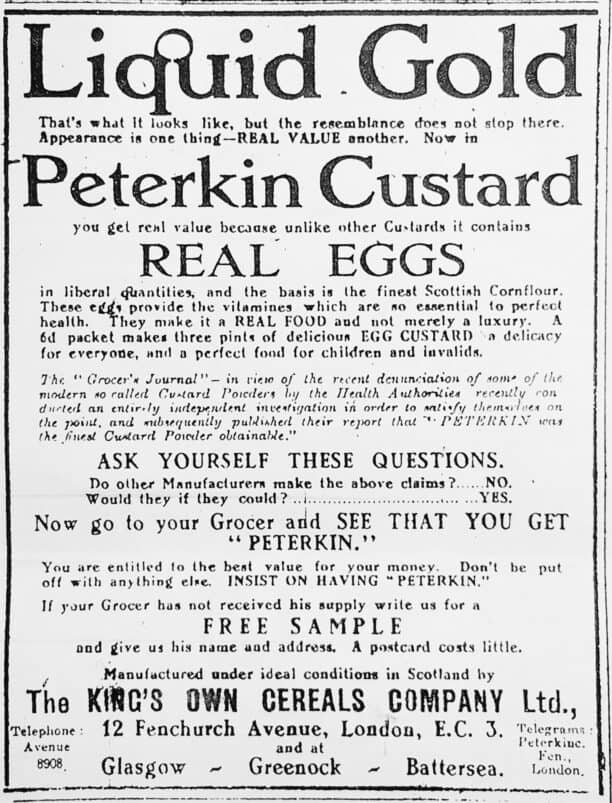 Liquid Gold
That's what it looks like, but the resemblance does not stop there.
Appearance is one thing—REAL VALUE another. Now in
Peterkin Custard
you get real value because unlike other Custards it contains
REAL EGGS
in liberal quantities, and the basis is the finest Scottish Cornflour.
These eggs provide the vitamines which are so essential to perfect
health. They make it a REAL FOOD and not merely a luxury. A
6d packet makes three pints of delicious EGG CUSTARD a delicacy
for everyone, and a perfect food for children and invalids.
The "Grocer's Journal"—in view of the recent denunciation of some of the
modern so called Custard Powders by the Health Authorities recently con
ducted an entirely independent investigation in order to satisfy themselves on
the point, and subsequently published their report that "PETERKIN was
the finest Custard Powder obtainable."
ASK YOURSELF THESE QUESTIONS.
Do other Manufacturers make the above claims?......NO.
Would they if they could?................................YES.
Now go to your Grocer and SEE THAT YOU GET
"PETERKIN."
You are entitled to the best value for your money. Don't be put
off with anything else. INSIST ON HAVING "PETERKIN."
If your Grocer has not received his supply write us for a
FREE SAMPLE
and give us his name and address. A postcard costs little.
Manufactured under ideal conditions in Scotland by
The KING'S OWN CEREALS COMPANY Ltd.,
Telephone: Avenue 8908.
12 Fenchurch Avenue, London, E.C. 3.
and at
Glasgow ~ Greenock ~ Battersea.
Telegrams: Peterkinc. Fen., London.